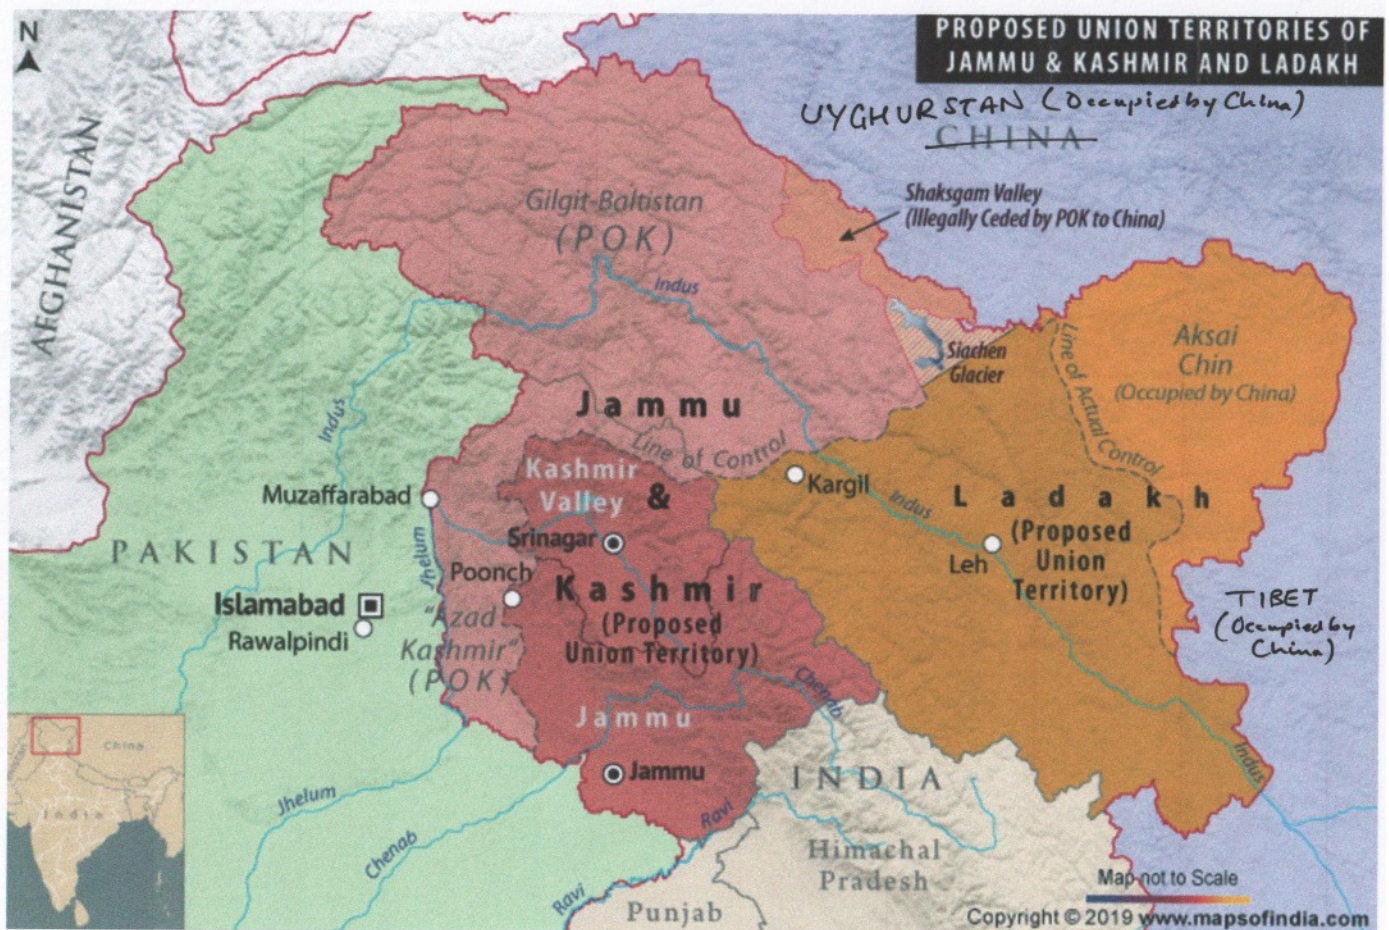 N
PROPOSED UNION TERRITORIES OF
JAMMU & KASHMIR AND LADAKH
UYGHURSTAN (Occupied by China)
CHINA
AFGHANISTAN
Shaksgam Valley
(Illegally Ceded by POK to China)
Gilgit-Baltistan
(POK)
Indus
Siachen
Glacier
Aksai
Chin
(Occupied by China)
Line of Actual Control
Indus
Jammu
Line of Control
Kashmir
Valley
&
Kargil
Indus
Ladakh
(Proposed
Union
Territory)
Leh
Muzaffarabad
Srinagar
PAKISTAN
Jhelum
Poonch
Kashmir
(Proposed
Union Territory)
Islamabad
Rawalpindi
"Azad
Kashmir"
(POK)
TIBET
(Occupied by
China)
Chenab
Jammu
Jammu
INDIA
Indus
China
India
Jhelum
Chenab
Ravi
Ravi
Himachal
Pradesh
Punjab
Map not to Scale
Copyright © 2019 www.mapsofindia.com